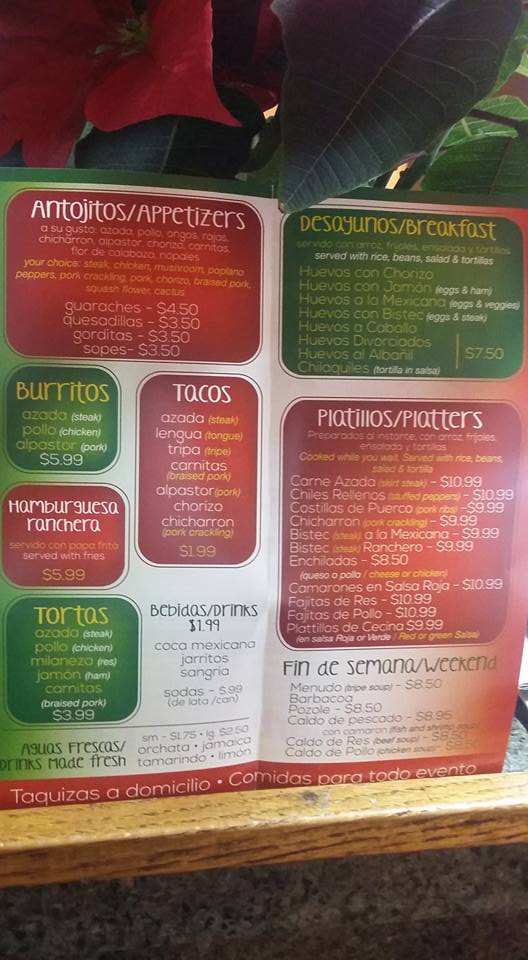 Antojitos/Appetizers
a su gusto: azada, pollo, ongos, rajas,
chicharron, alpastor, chorizo, carnitas,
flor de calabaza, nopales
your choice: steak, chicken, mushroom, poplano
peppers, pork crackling, pork, chorizo, braised pork,
squash flower, cactus
guaraches - $4.50
quesadillas - $3.50
gorditas - $3.50
sopes- $3.50
Burritos
azada (steak)
pollo (chicken)
alpastor (pork)
$5.99
Hamburguesa
ranchera
servido con papa frita
served with fries
$5.99
Tacos
azada (steak)
lengua (tongue)
tripa (tripe)
carnitas
(braised pork)
alpastor (pork)
chorizo
chicharron
(pork crackling)
$1.99
Tortas
azada (steak)
pollo (chicken)
milaneza (res)
jamón (ham)
carnitas
(braised pork)
$3.99
Bebidas/Drinks
$1.99
coca mexicana
jarritos
sangria
sodas - $.99
(de lata /can)
Aguas Frescas/
Drinks Made Fresh
sm - $1.75 • lg $2.50
orchata • jamaica
tamarindo • limón
Desayunos/Breakfast
servido con arroz, frijoles, ensalada y tortillas
served with rice, beans, salad & tortillas
Huevos con Chorizo
Huevos con Jamón (eggs & ham)
Huevos a la Mexicana (eggs & veggies)
Huevos con Bistec (eggs & steak)
Huevos a Caballo
Huevos Divorciados
Huevos al Albañil
Chilaquiles (tortilla in salsa)
$7.50
Platillos/Platters
Preparados al instante, con arroz, frijoles,
ensalada y tortillas
Cooked while you wait. Served with rice, beans,
salad & tortilla
Carne Azada (skirt steak) - $10.99
Chiles Rellenos (stuffed peppers) - $10.99
Costillas de Puerco (pork ribs) -$9.99
Chicharron (pork crackling) - $9.99
Bistec (steak) a la Mexicana - $9.99
Bistec (steak) Ranchero - $9.99
Enchiladas - $8.50
(queso o pollo / cheese or chicken)
Camarones en Salsa Roja - $10.99
Fajitas de Res - $10.99
Fajitas de Pollo - $10.99
Plattillos de Cecina $9.99
(en salsa Roja or Verde / Red or green Salsa)
Fin de semana/Weekend
Menudo (tripe soup) - $8.50
Barbacoa
Pozole - $8.50
Caldo de pescado - $8.95
con camaron (fish and shrimp soup)
Caldo de Res (beef soup) - $8.50
Caldo de Pollo (chicken soup)
Taquizas a domicilio • Comidas para todo evento